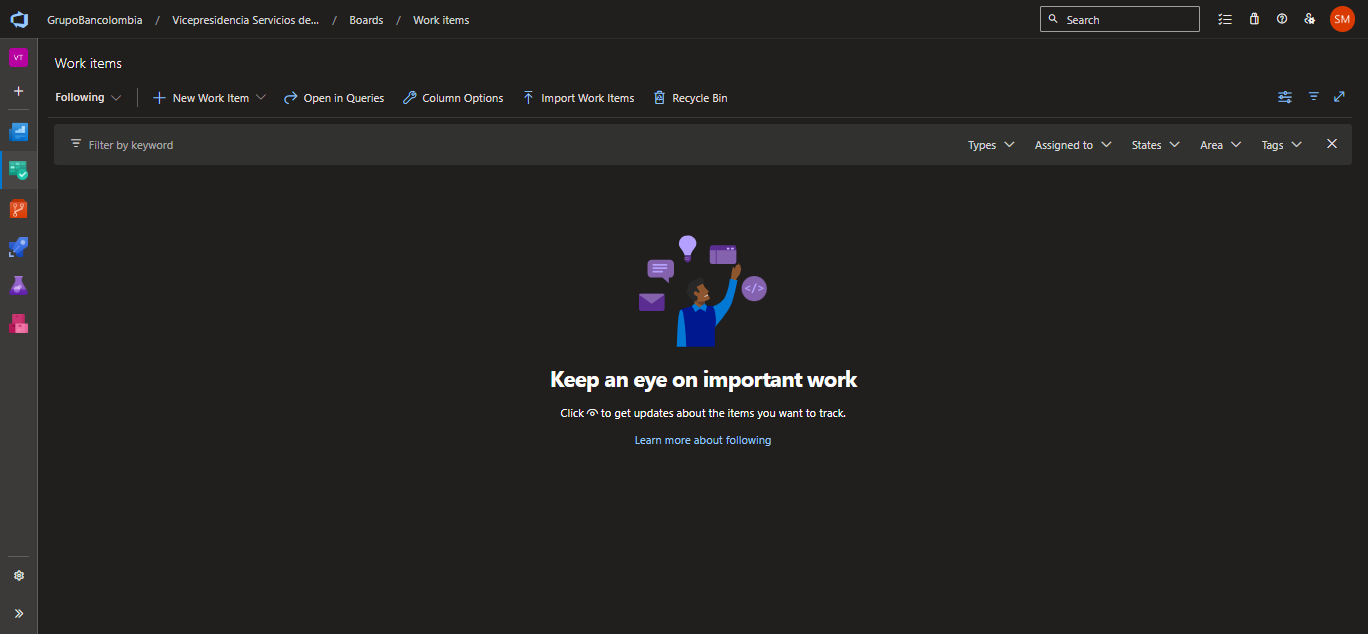 GrupoBancolombia / Vicepresidencia Servicios de... / Boards / Work items Search SM
VT
Work items
Following New Work Item Open in Queries Column Options Import Work Items Recycle Bin
Filter by keyword Types Assigned to States Area Tags
</>
Keep an eye on important work
Click to get updates about the items you want to track.
Learn more about following